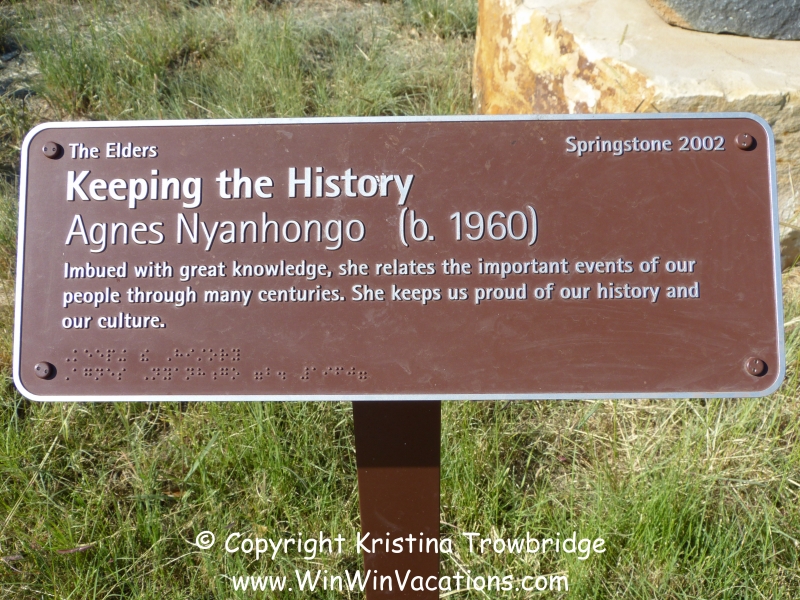 The Elders Springstone 2002
Keeping the History
Agnes Nyanhongo (b. 1960)
Imbued with great knowledge, she relates the important events of our
people through many centuries. She keeps us proud of our history and
our culture.
© Copyright Kristina Trowbridge
www.WinWinVacations.com